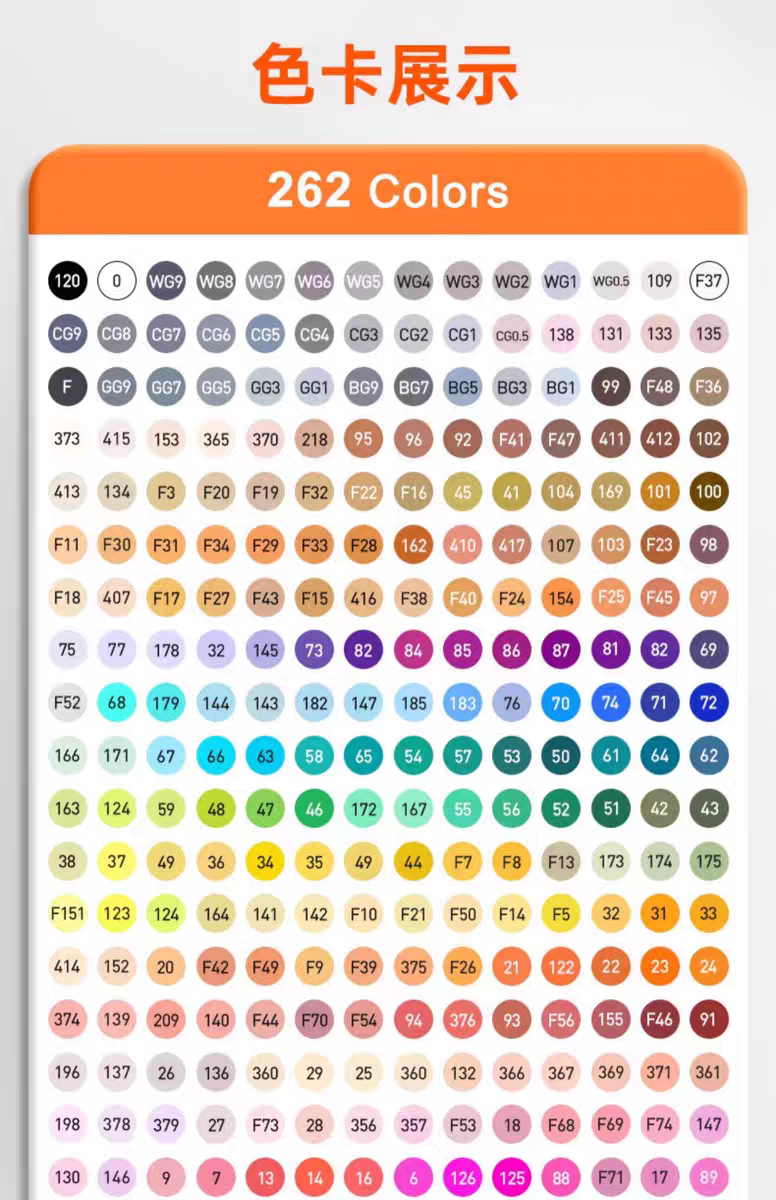 色卡展示
262 Colors
120 0 WG9 WG8 WG7 WG6 WG5 WG4 WG3 WG2 WG1 WG0.5 109 F37
CG9 CG8 CG7 CG6 CG5 CG4 CG3 CG2 CG1 CG0.5 138 131 133 135
F GG9 GG7 GG5 GG3 GG1 BG9 BG7 BG5 BG3 BG1 99 F48 F36
373 415 153 365 370 218 95 96 92 F41 F47 411 412 102
413 134 F3 F20 F19 F32 F22 F16 45 41 104 169 101 100
F11 F30 F31 F34 F29 F33 F28 162 410 417 107 103 F23 98
F18 407 F17 F27 F43 F15 416 F38 F40 F24 154 F25 F45 97
75 77 178 32 145 73 82 84 85 86 87 81 82 69
F52 68 179 144 143 182 147 185 183 76 70 74 71 72
166 171 67 66 63 58 65 54 57 53 50 61 64 62
163 124 59 48 47 46 172 167 55 56 52 51 42 43
38 37 49 36 34 35 49 44 F7 F8 F13 173 174 175
F151 123 124 164 141 142 F10 F21 F50 F14 F5 32 31 33
414 152 20 F42 F49 F9 F39 375 F26 21 122 22 23 24
374 139 209 140 F44 F70 F54 94 376 93 F56 155 F46 91
196 137 26 136 360 29 25 360 132 366 367 369 371 361
198 378 379 27 F73 28 356 357 F53 18 F68 F69 F74 147
130 146 9 7 13 14 16 6 126 125 88 F71 17 89